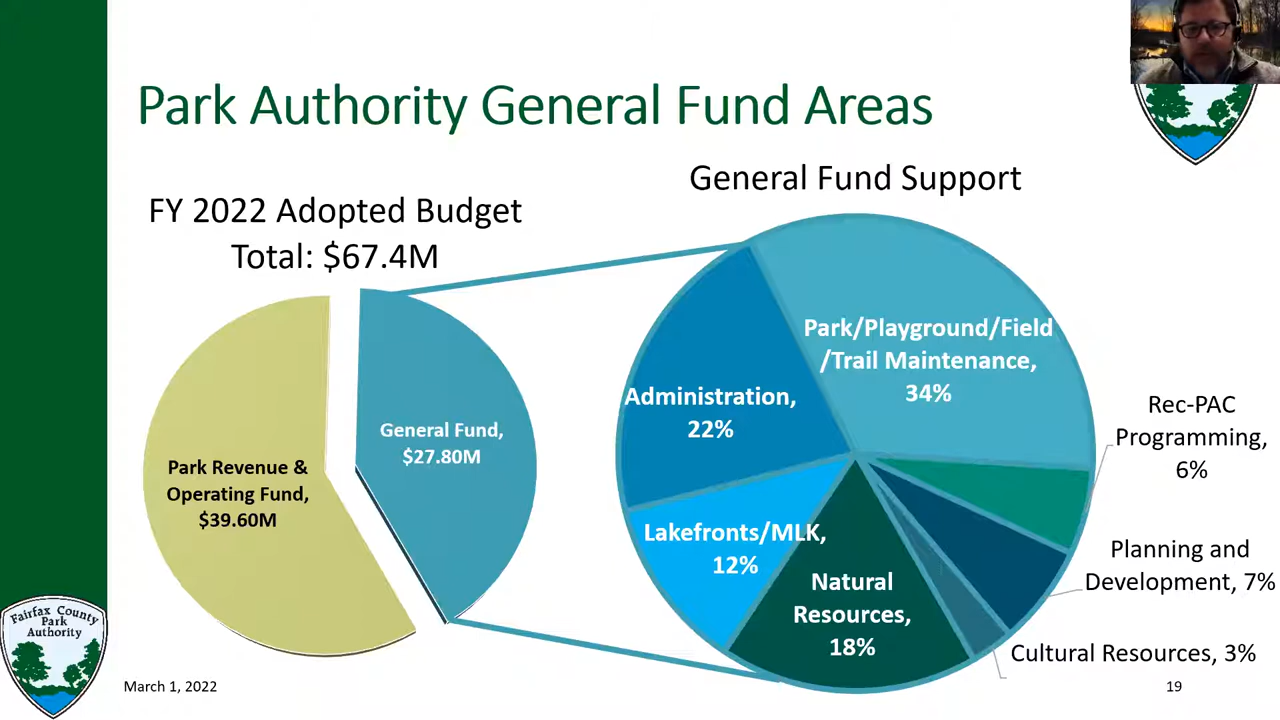 Park Authority General Fund Areas
FY 2022 Adopted Budget
Total: $67.4M
General Fund Support
Park Revenue &
Operating Fund,
$39.60M
General Fund,
$27.80M
Park/Playground/Field
/Trail Maintenance,
34%
Administration,
22%
Rec-PAC
Programming,
6%
Lakefronts/MLK,
12%
Natural
Resources,
18%
Planning and
Development, 7%
Cultural Resources, 3%
Fairfax County
Park
Authority
March 1, 2022
19